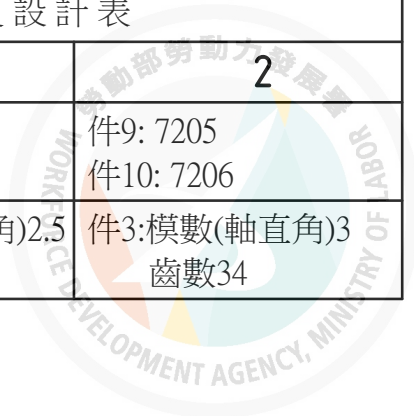 設計表
2
件9: 7205
件10: 7206
角)2.5
件3:模數(軸直角)3
齒數34
勞動部勞動力發展署
WORKFORCE DEVELOPMENT AGENCY, MINISTRY OF LABOR